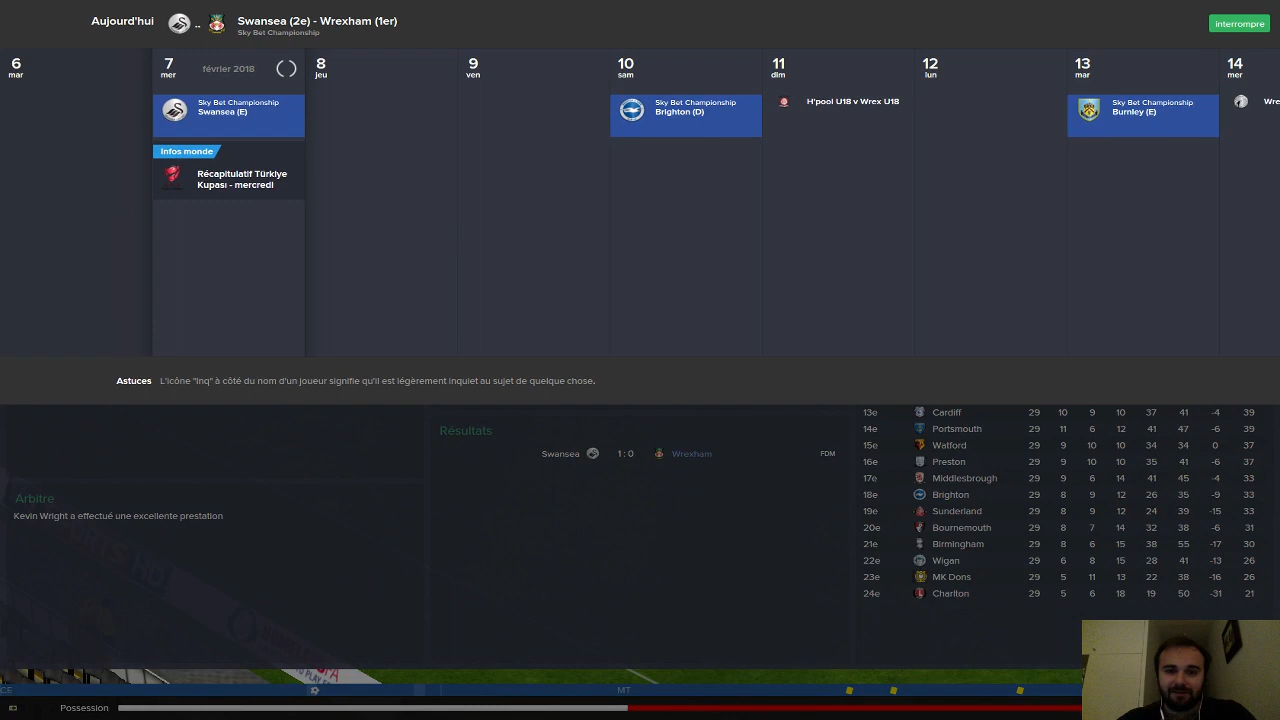 Aujourd'hui .. Swansea (2e) - Wrexham (1er)
Sky Bet Championship
interrompre
6 7 8 9 10 11 12 13 14
mar mer février 2018 jeu ven sam dim lun mar mer
Sky Bet Championship
Swansea (E)
Sky Bet Championship
Brighton (D)
H'pool U18 v Wrex U18
Sky Bet Championship
Burnley (E)
Wre
Infos monde
Récapitulatif Türkiye
Kupası - mercredi
Astuces L'icône "Inq" à côté du nom d'un joueur signifie qu'il est légèrement inquiet au sujet de quelque chose.
Résultats
Swansea 1 : 0 Wrexham FDM
Arbitre
Kevin Wright a effectué une excellente prestation
13e Cardiff 29 10 9 10 37 41 -4 39
14e Portsmouth 29 11 6 12 41 47 -6 39
15e Watford 29 9 10 10 34 34 0 37
16e Preston 29 9 10 10 35 41 -6 37
17e Middlesbrough 29 9 6 14 41 45 -4 33
18e Brighton 29 8 9 12 26 35 -9 33
19e Sunderland 29 8 9 12 24 39 -15 33
20e Bournemouth 29 8 7 14 32 38 -6 31
21e Birmingham 29 8 6 15 38 55 -17 30
22e Wigan 29 6 8 15 28 41 -13 26
23e MK Dons 29 5 11 13 22 38 -16 26
24e Charlton 29 5 6 18 19 50 -31 21
CE MT
Possession